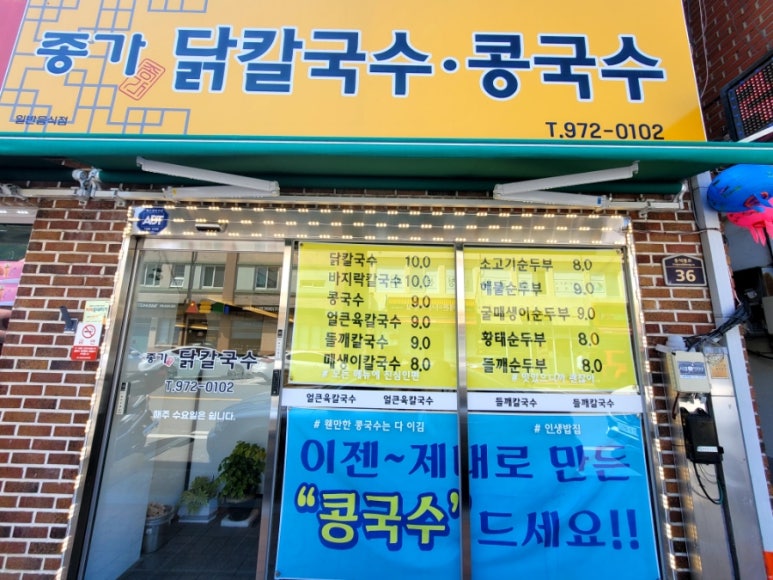 종가 닭칼국수·콩국수
일반음식점
T.972-0102
ADT
36
닭칼국수 10,0
바지락칼국수 10,0
콩국수 9,0
얼큰육칼국수 9,0
들깨칼국수 9,0
매생이칼국수 8,0
소고기순두부 8,0
해물순두부 9,0
굴매생이순두부 9,0
황태순두부 8,0
들깨순두부 8,0
종가 닭칼국수
T.972-0102
매주 수요일은 쉽니다.
얼큰육칼국수 얼큰육칼국수 들깨칼국수 들깨칼국수
# 웬만한 콩국수는 다 이김
# 인생밥집
이젠~제대로 만든
"콩국수" 드세요!!